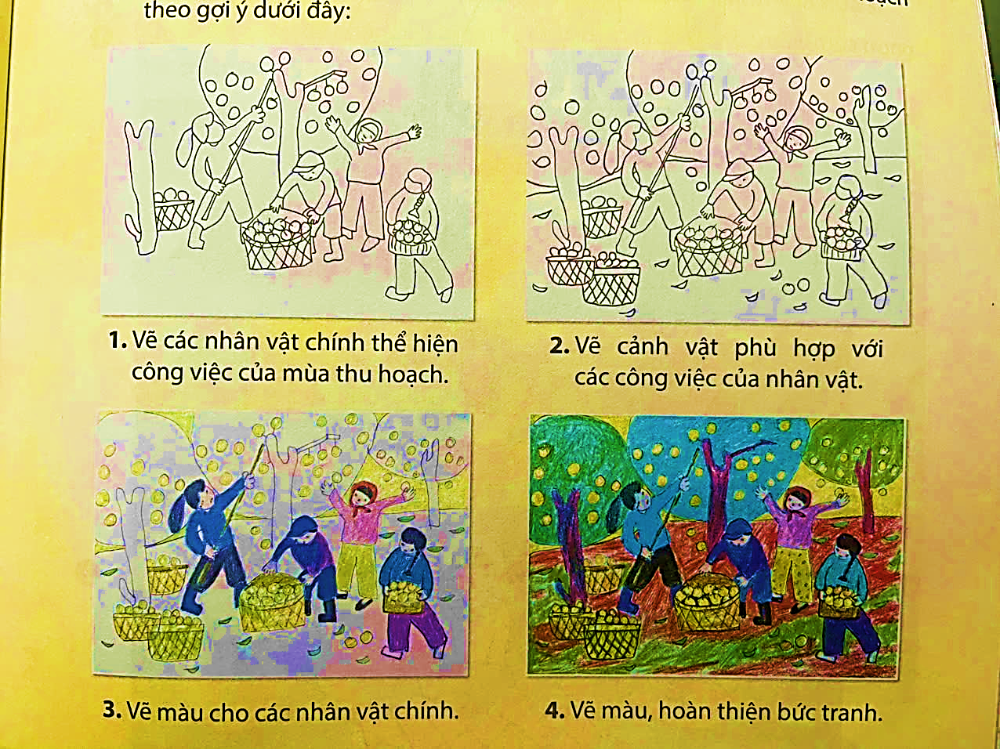 theo gợi ý dưới đây:
1. Vẽ các nhân vật chính thể hiện
công việc của mùa thu hoạch.
2. Vẽ cảnh vật phù hợp với
các công việc của nhân vật.
3. Vẽ màu cho các nhân vật chính.
4. Vẽ màu, hoàn thiện bức tranh.